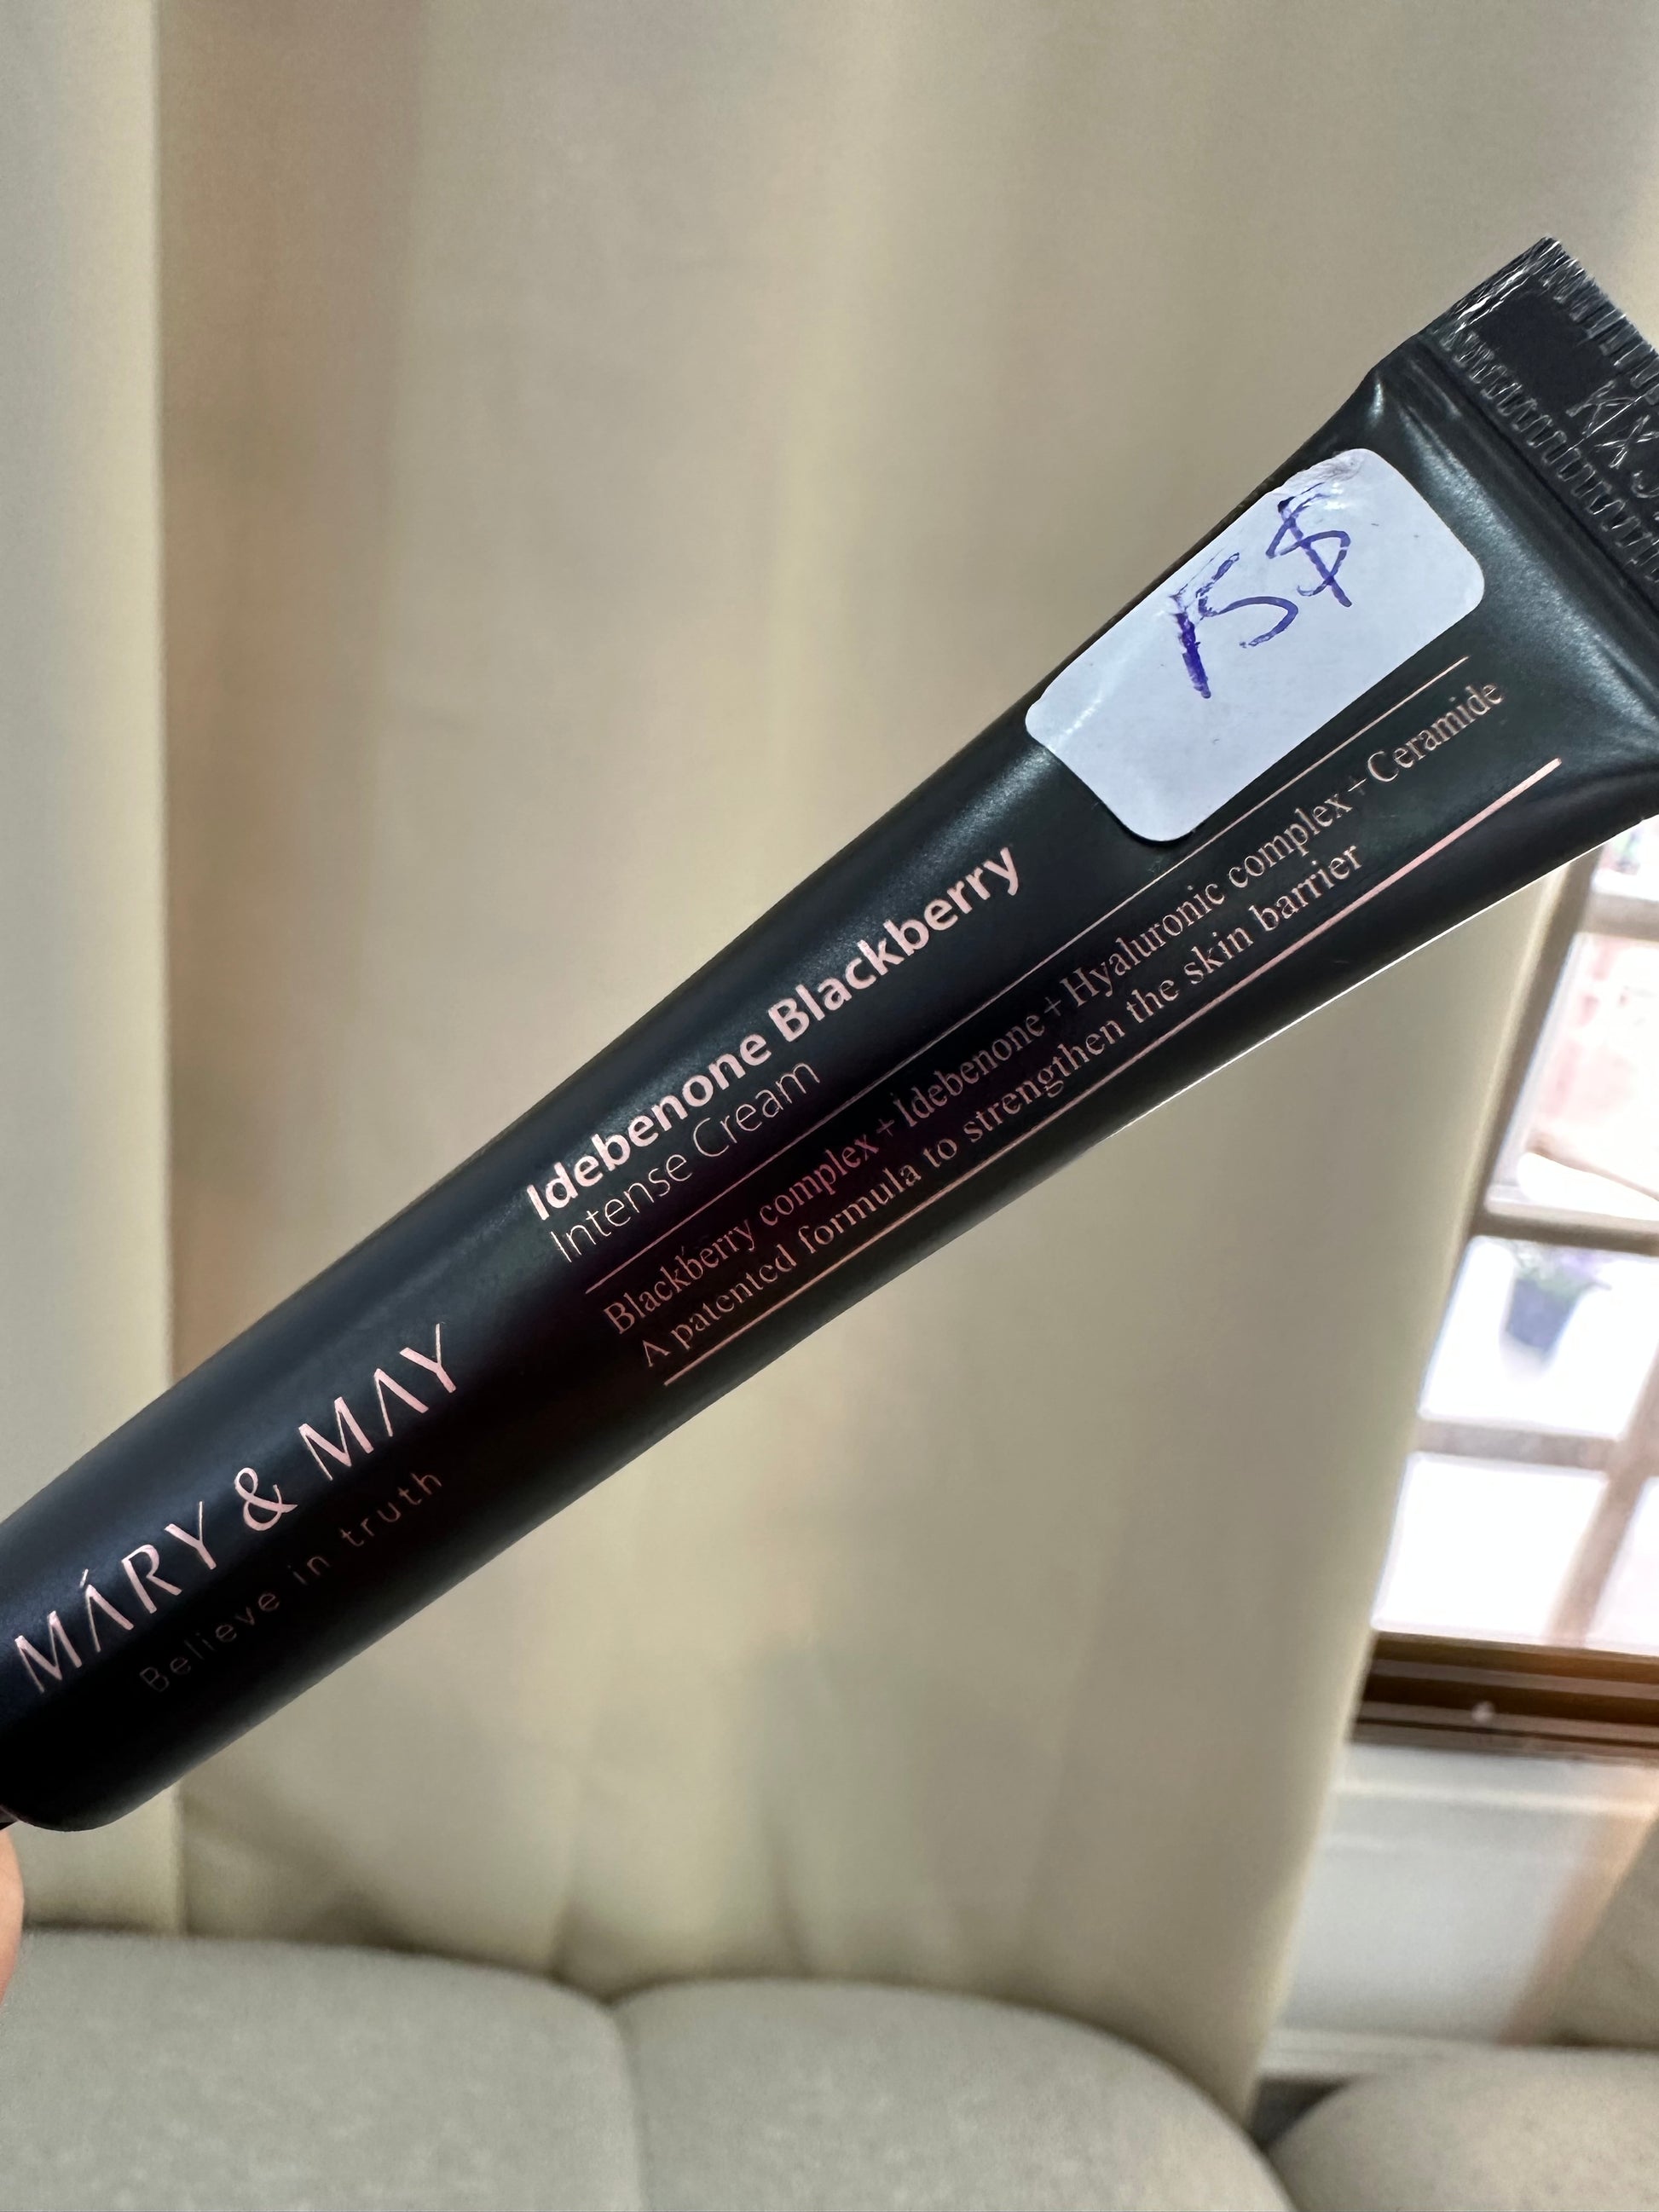 MÁRY & MAY
Believe in truth
Idebenone Blackberry
Intense Cream
Blackberry complex + Idebenone + Hyaluronic complex + Ceramide
A patented formula to strengthen the skin barrier
15$